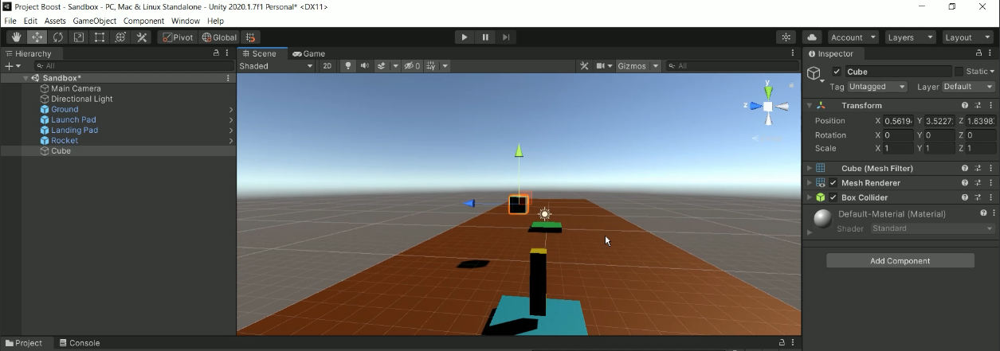 Project Boost - Sandbox - PC, Mac & Linux Standalone - Unity 2020.1.7f1 Personal* <DX11>
File Edit Assets GameObject Component Window Help
Pivot Global Account Layers Layout
Hierarchy Scene Game Inspector
All Shaded 2D 0 Gizmos All Cube Static
Sandbox* Tag Untagged Layer Default
Main Camera
Directional Light
Ground
Launch Pad
Landing Pad
Rocket
Cube
y
z
Transform
Position X 0.5619 Y 3.5227 Z 1.6398
Rotation X 0 Y 0 Z 0
Scale X 1 Y 1 Z 1
Cube (Mesh Filter)
Mesh Renderer
Box Collider
Default-Material (Material)
Shader Standard
Add Component
Project Console